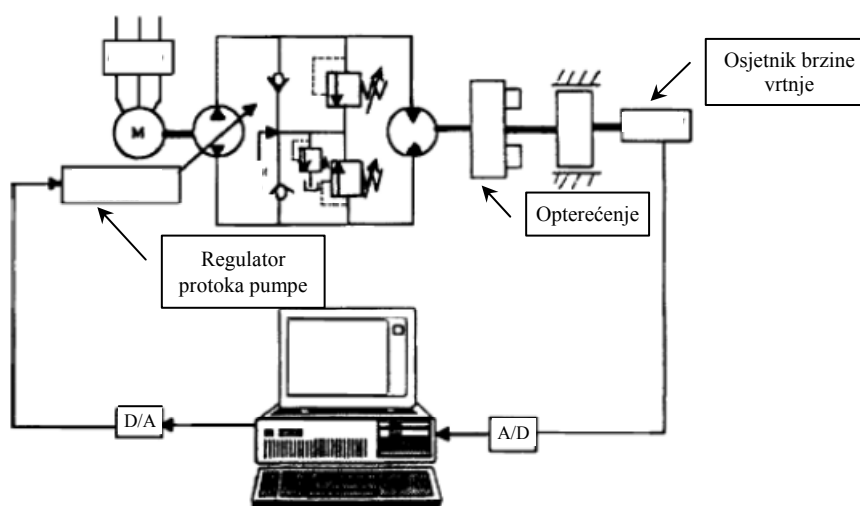 Osjetnik brzine
vrtnje
M
Opterećenje
Regulator
protoka pumpe
D/A
A/D